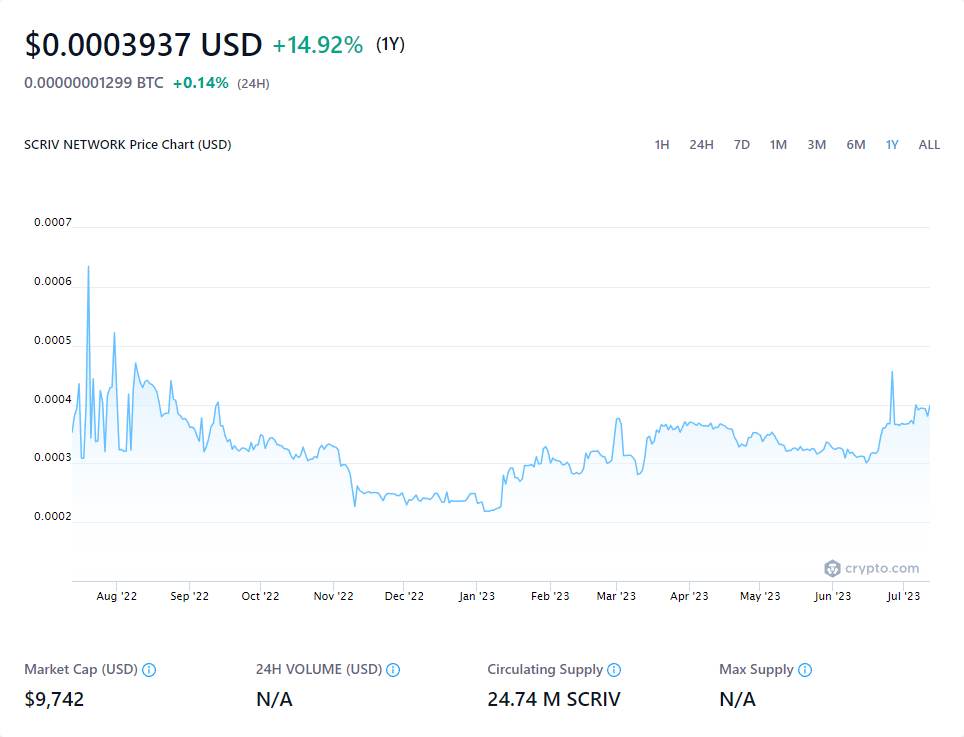 $0.0003937 USD +14.92% (1Y)
0.00000001299 BTC +0.14% (24H)
SCRIV NETWORK Price Chart (USD) 1H 24H 7D 1M 3M 6M 1Y ALL
0.0007
0.0006
0.0005
0.0004
0.0003
0.0002
crypto.com
Aug '22 Sep '22 Oct '22 Nov '22 Dec '22 Jan '23 Feb '23 Mar '23 Apr '23 May '23 Jun '23 Jul '23
Market Cap (USD) 24H VOLUME (USD) Circulating Supply Max Supply
$9,742 N/A 24.74 M SCRIV N/A